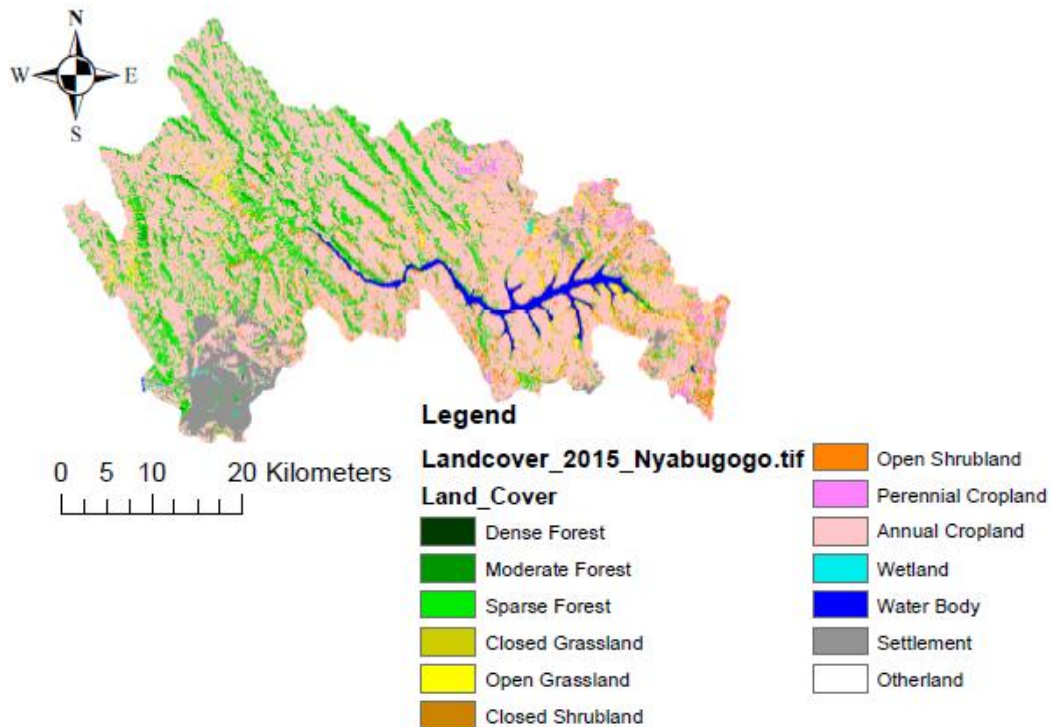 N
W E
S
0 5 10 20 Kilometers
Legend
Landcover_2015_Nyabugogo.tif
Land_Cover
Dense Forest
Moderate Forest
Sparse Forest
Closed Grassland
Open Grassland
Closed Shrubland
Open Shrubland
Perennial Cropland
Annual Cropland
Wetland
Water Body
Settlement
Otherland